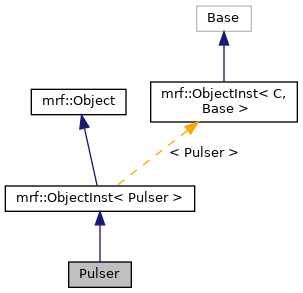 Base
mrf::Object
mrf::ObjectInst< C,
Base >
< Pulser >
mrf::ObjectInst< Pulser >
Pulser